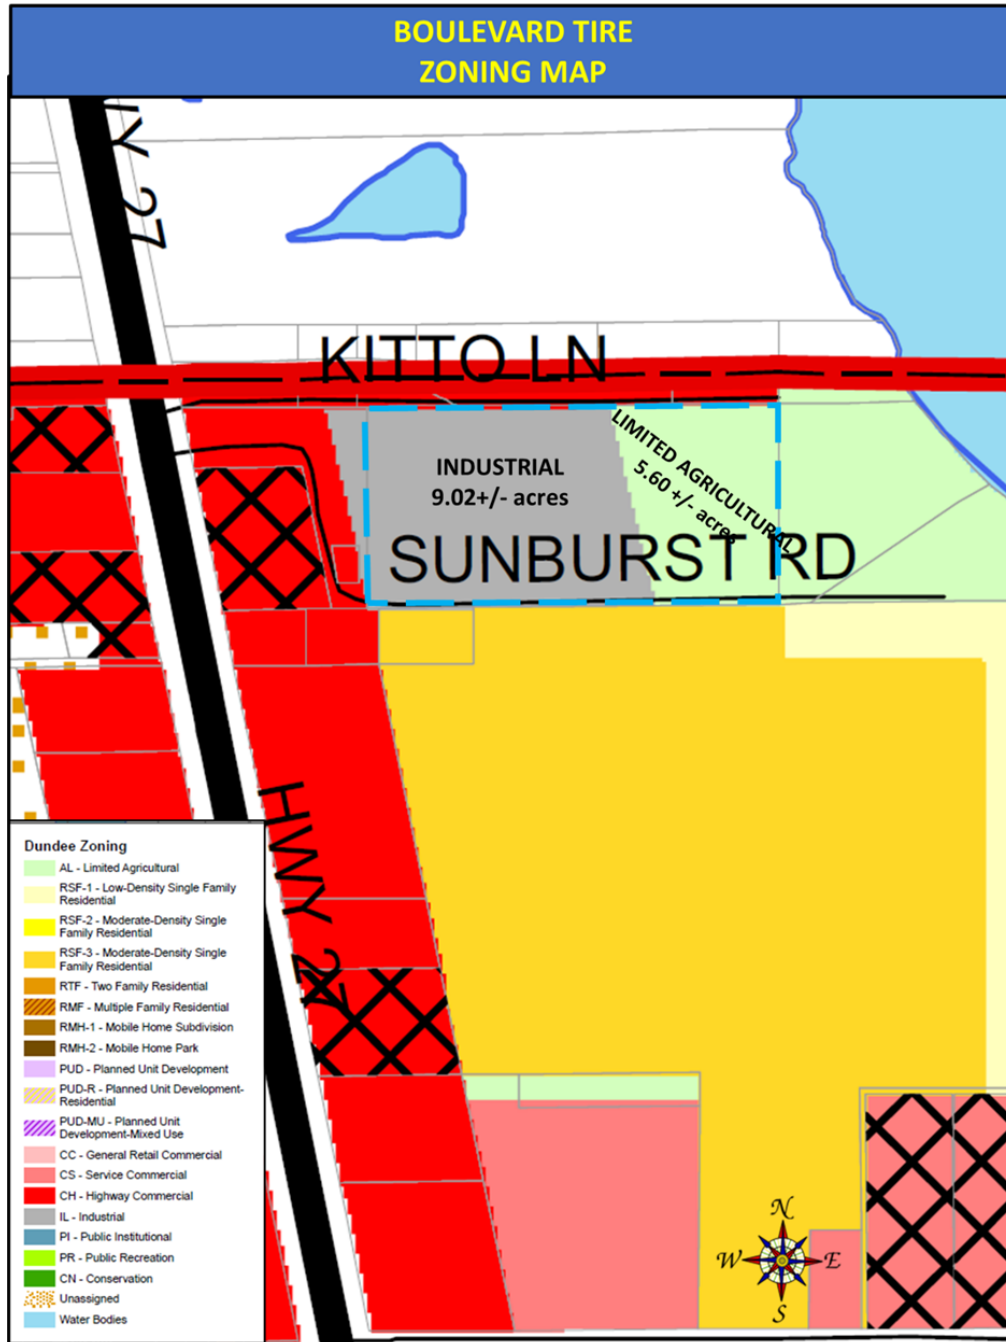 BOULEVARD TIRE
ZONING MAP
HWY 27
KITTO LN
INDUSTRIAL
9.02+/- acres
LIMITED AGRICULTURAL
5.60 +/- acres
SUNBURST RD
HWY 27
Dundee Zoning
AL - Limited Agricultural
RSF-1 - Low-Density Single Family
Residential
RSF-2 - Moderate-Density Single
Family Residential
RSF-3 - Moderate-Density Single
Family Residential
RTF - Two Family Residential
RMF - Multiple Family Residential
RMH-1 - Mobile Home Subdivision
RMH-2 - Mobile Home Park
PUD - Planned Unit Development
PUD-R - Planned Unit Development-
Residential
PUD-MU - Planned Unit
Development-Mixed Use
CC - General Retail Commercial
CS - Service Commercial
CH - Highway Commercial
IL - Industrial
PI - Public Institutional
PR - Public Recreation
CN - Conservation
Unassigned
Water Bodies
N
W
E
S